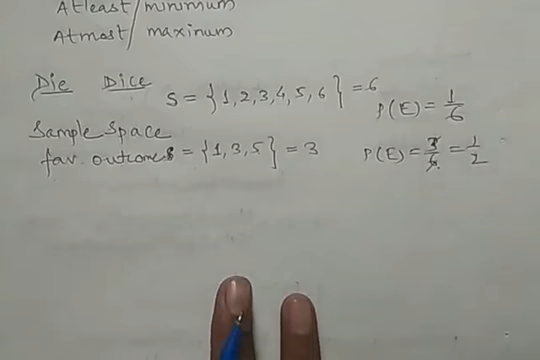 Atleast/minimum
Atmost/maxinum
Die Dice
S = {1,2,3,4,5,6} = 6
P(E) = 1/6
Sample Space
fav. outcomes = {1,3,5} = 3
P(E) = 3/6 = 1/2